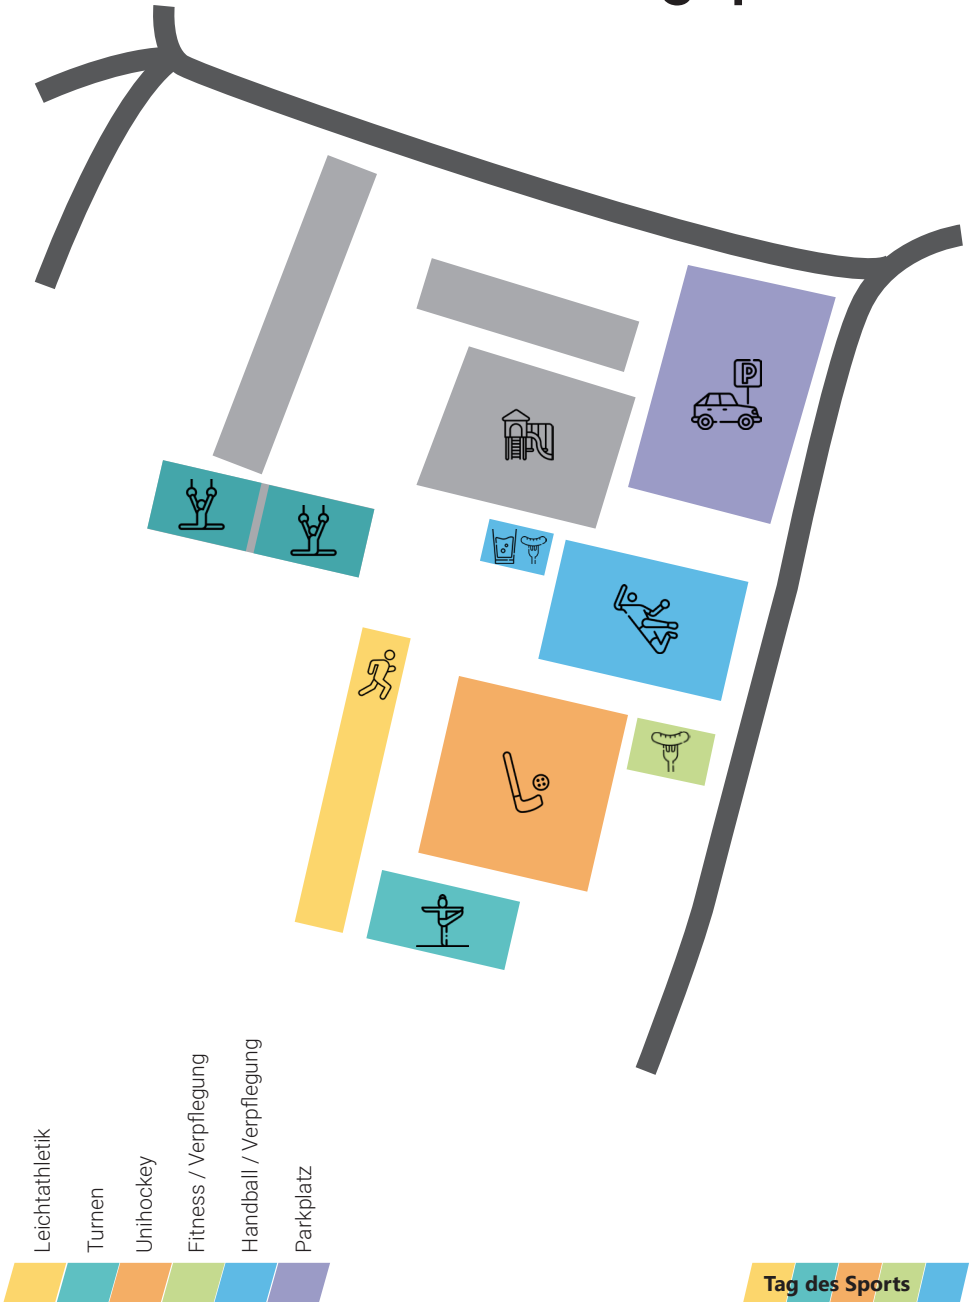 P
Leichtathletik
Turnen
Unihockey
Fitness / Verpflegung
Handball / Verpflegung
Parkplatz
Tag des Sports